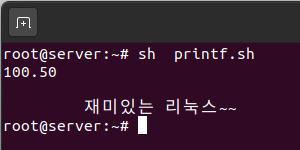 root@server:~# sh  printf.sh
100.50
재미있는 리눅스~~
root@server:~#